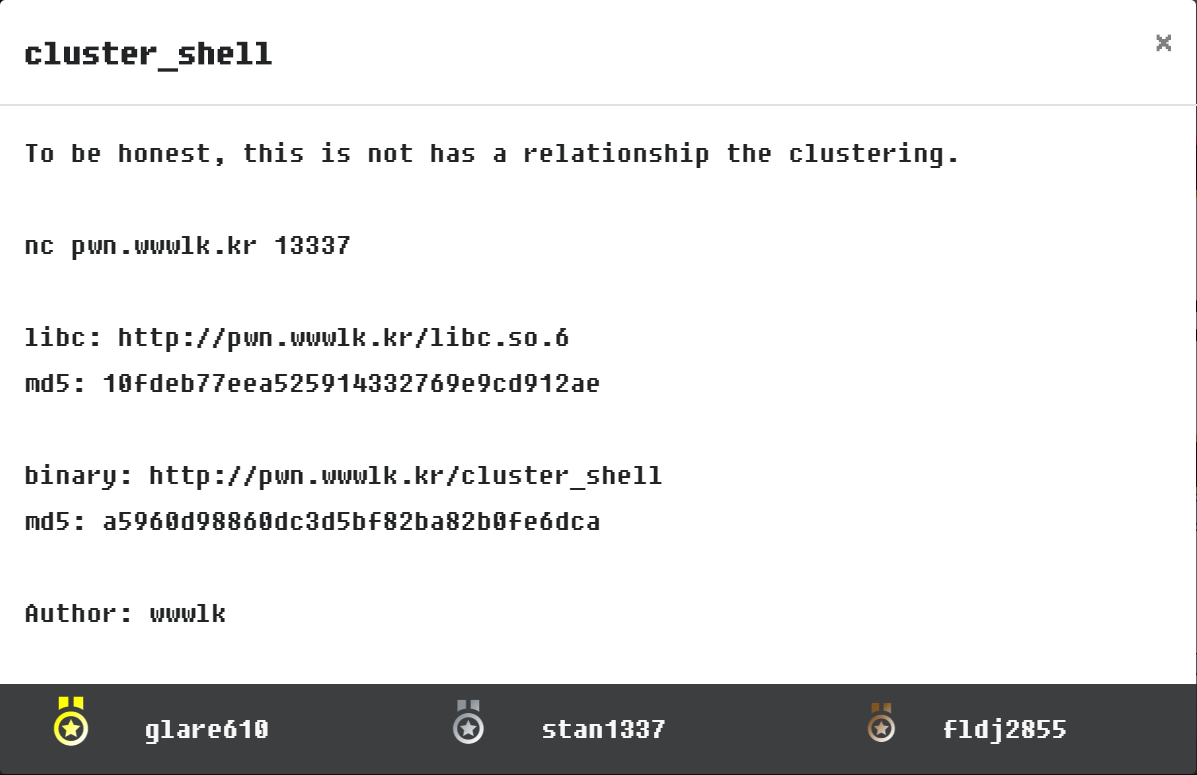 cluster_shell
×
To be honest, this is not has a relationship the clustering.
nc pwn.wwwlk.kr 13337
libc: http://pwn.wwwlk.kr/libc.so.6
md5: 10fdeb77eea525914332769e9cd912ae
binary: http://pwn.wwwlk.kr/cluster_shell
md5: a5960d98860dc3d5bf82ba82b0fe6dca
Author: wwwlk
glare610 stan1337 fldj2855